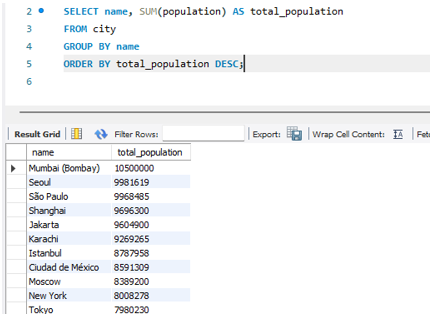 2 SELECT name, SUM(population) AS total_population
3 FROM city
4 GROUP BY name
5 ORDER BY total_population DESC;
6
Result Grid Filter Rows: Export: Wrap Cell Content: IA Fet
name total_population
Mumbai (Bombay) 10500000
Seoul 9981619
São Paulo 9968485
Shanghai 9696300
Jakarta 9604900
Karachi 9269265
Istanbul 8787958
Ciudad de México 8591309
Moscow 8389200
New York 8008278
Tokyo 7980230